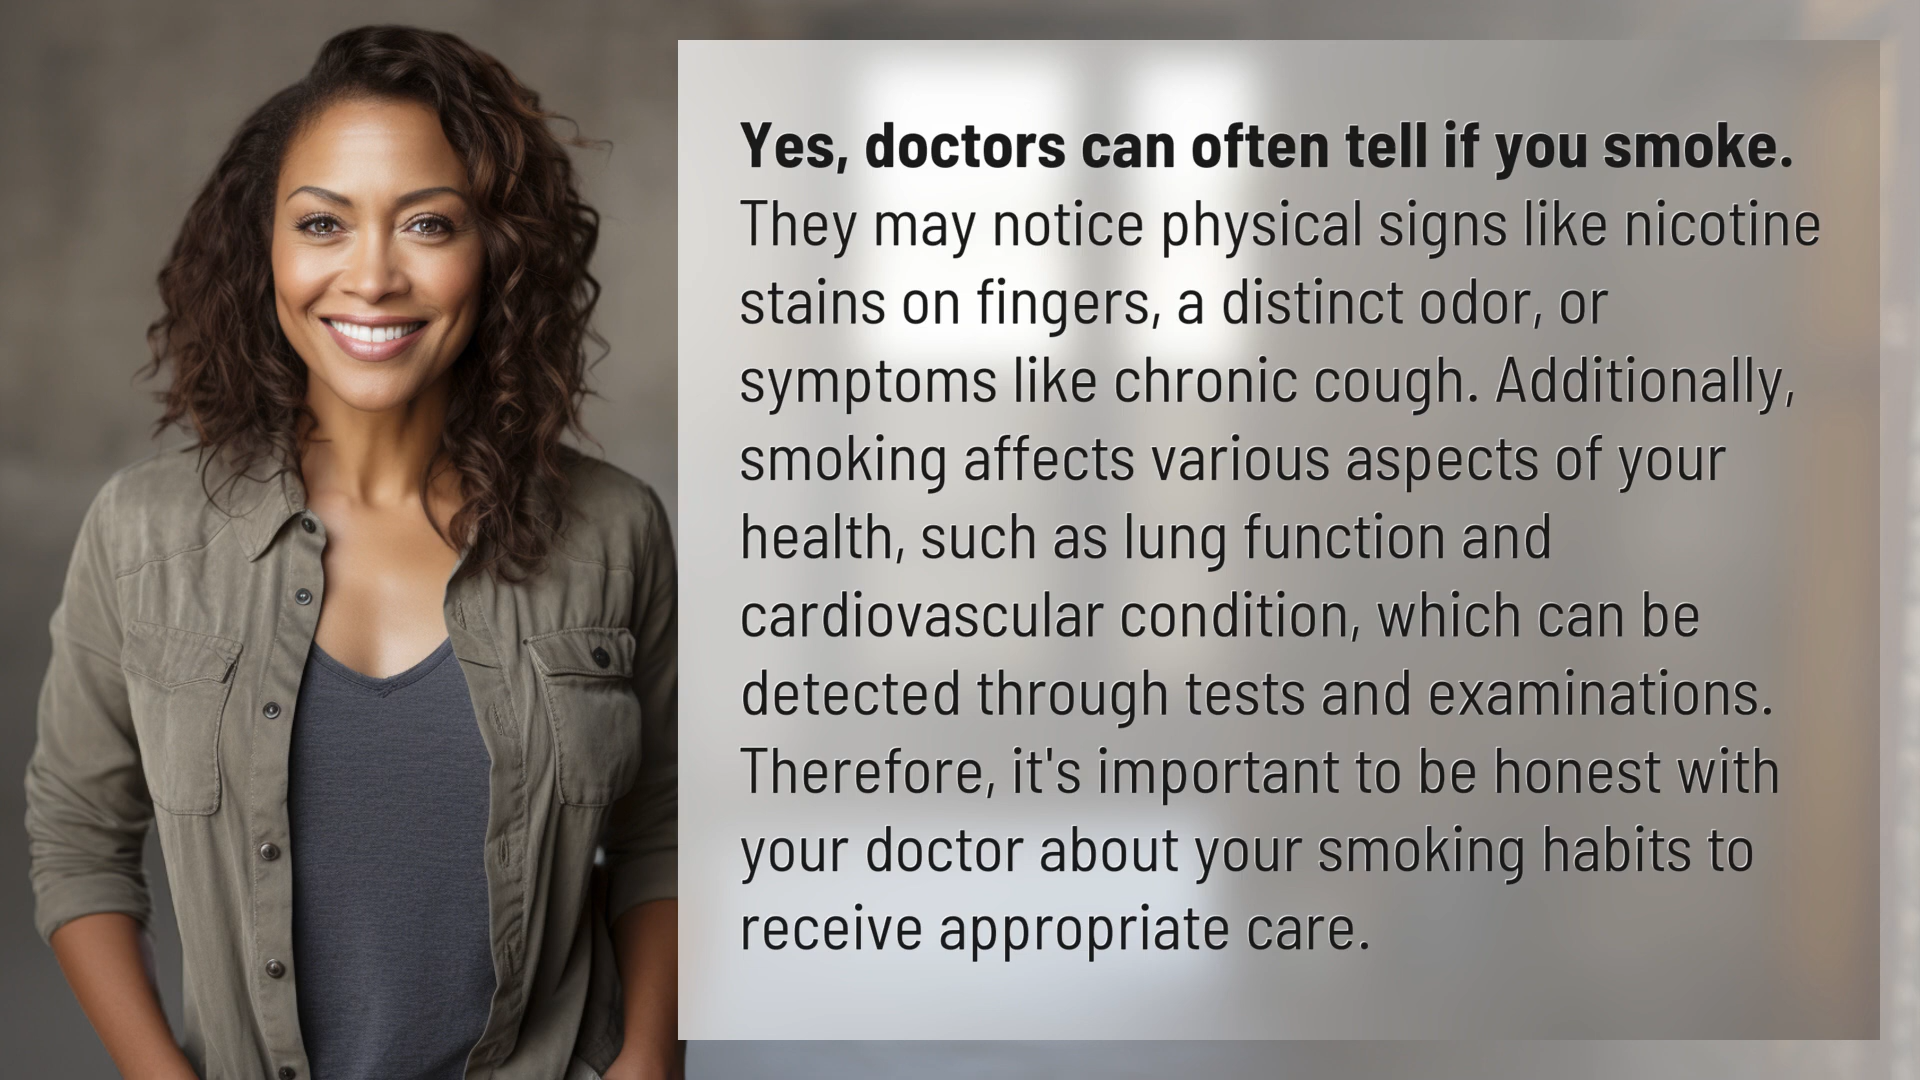 Yes, doctors can often tell if you smoke.
They may notice physical signs like nicotine
stains on fingers, a distinct odor, or
symptoms like chronic cough. Additionally,
smoking affects various aspects of your
health, such as lung function and
cardiovascular condition, which can be
detected through tests and examinations.
Therefore, it's important to be honest with
your doctor about your smoking habits to
receive appropriate care.